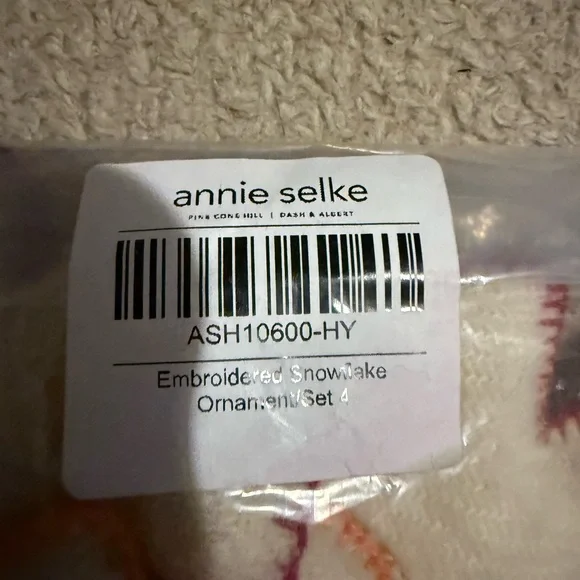 annie selke
PINE CONE HILL | DASH & ALBERT
ASH10600-HY
Embroidered Snowflake
Ornament/Set 4